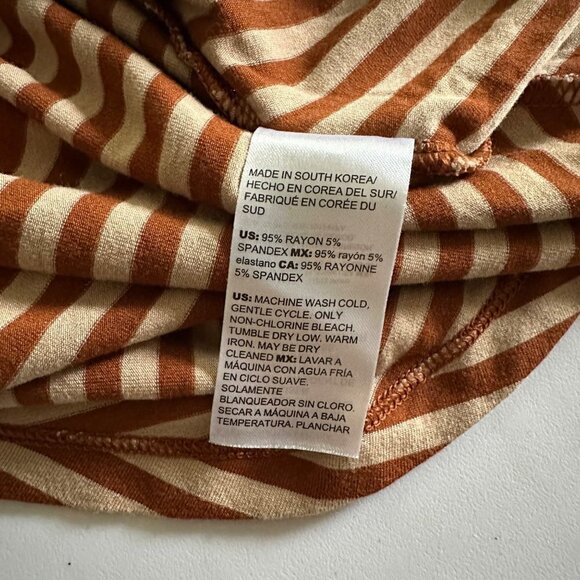 MADE IN SOUTH KOREA/
HECHO EN COREA DEL SUR/
FABRIQUÉ EN CORÉE DU
SUD
US: 95% RAYON 5%
SPANDEX MX: 95% rayón 5%
elastano CA: 95% RAYONNE
5% SPANDEX
US: MACHINE WASH COLD,
GENTLE CYCLE. ONLY
NON-CHLORINE BLEACH.
TUMBLE DRY LOW. WARM
IRON. MAY BE DRY
CLEANED MX: LAVAR A
MÁQUINA CON AGUA FRÍA
EN CICLO SUAVE.
SOLAMENTE
BLANQUEADOR SIN CLORO.
SECAR A MÁQUINA A BAJA
TEMPERATURA. PLANCHAR